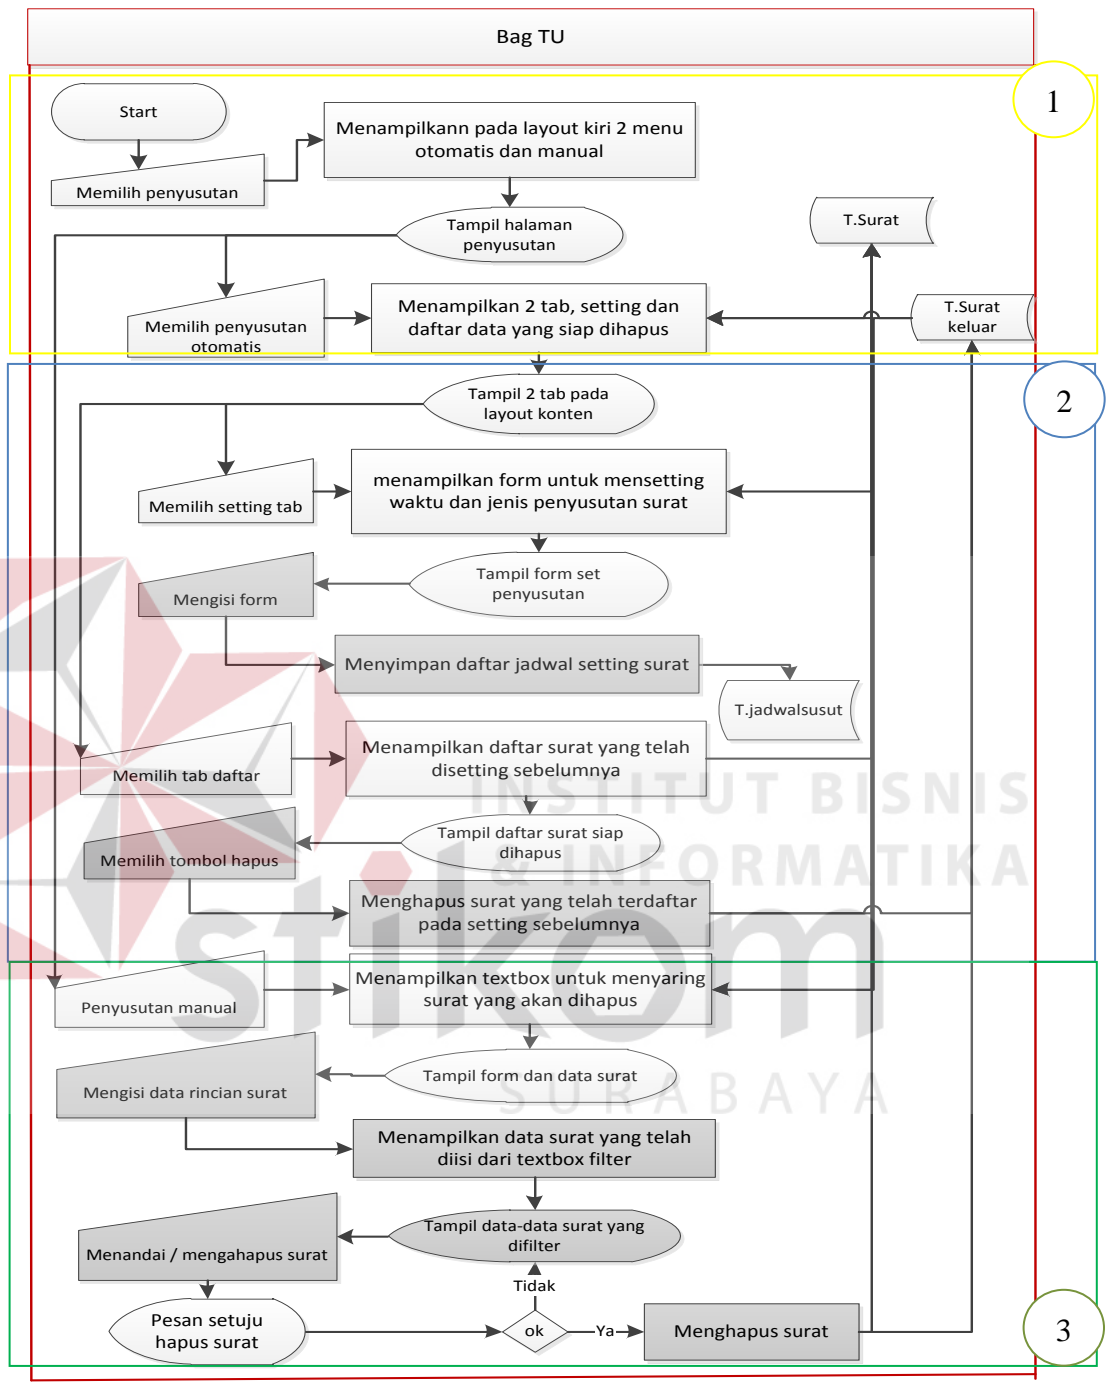 Bag TU
1
Start
Menampilkann pada layout kiri 2 menu
otomatis dan manual
Memilih penyusutan
Tampil halaman
penyusutan
T.Surat
Memilih penyusutan
otomatis
Menampilkan 2 tab, setting dan
daftar data yang siap dihapus
T.Surat
keluar
2
Tampil 2 tab pada
layout konten
Memilih setting tab
menampilkan form untuk mensetting
waktu dan jenis penyusutan surat
Tampil form set
penyusutan
Mengisi form
Menyimpan daftar jadwal setting surat
T.jadwalsusut
Memilih tab daftar
Menampilkan daftar surat yang telah
disetting sebelumnya
INSTITUT BISNIS
& INFORMATIKA
Tampil daftar surat siap
dihapus
Memilih tombol hapus
Menghapus surat yang telah terdaftar
pada setting sebelumnya
stikom
Penyusutan manual
Menampilkan textbox untuk menyaring
surat yang akan dihapus
Tampil form dan data surat
SURABAYA
Mengisi data rincian surat
Menampilkan data surat yang telah
diisi dari textbox filter
Tampil data-data surat yang
difilter
Menandai / mengahapus surat
Tidak
Pesan setuju
hapus surat
ok
Ya
Menghapus surat
3